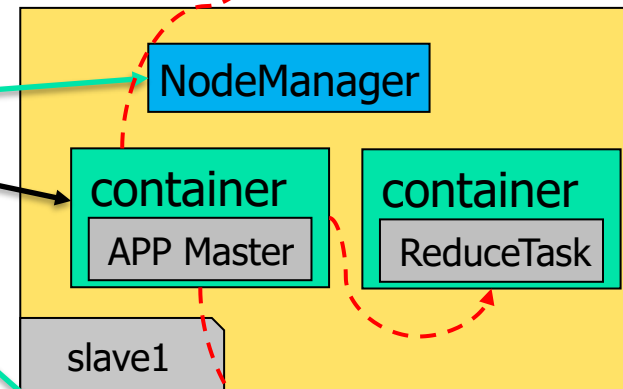 NodeManager
container
APP Master
container
ReduceTask
slave1